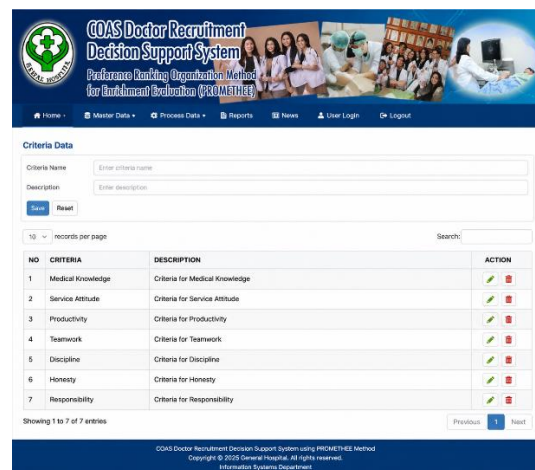 COAS Doctor Recruitment
Decision Support System
Preference Ranking Organization Method
for Enrichment Evaluation (PROMETHEE)
Home
Master Data
Process Data
Reports
News
User Login
Logout
Criteria Data
Criteria Name
Enter criteria name
Description
Enter description
Save Reset
10 records per page
Search:
NO CRITERIA DESCRIPTION ACTION
1 Medical Knowledge Criteria for Medical Knowledge
2 Service Attitude Criteria for Service Attitude
3 Productivity Criteria for Productivity
4 Teamwork Criteria for Teamwork
5 Discipline Criteria for Discipline
6 Honesty Criteria for Honesty
7 Responsibility Criteria for Responsibility
Showing 1 to 7 of 7 entries
Previous 1 Next
COAS Doctor Recruitment Decision Support System using PROMETHEE Method
Copyright © 2025 General Hospital. All rights reserved.
Information Systems Department